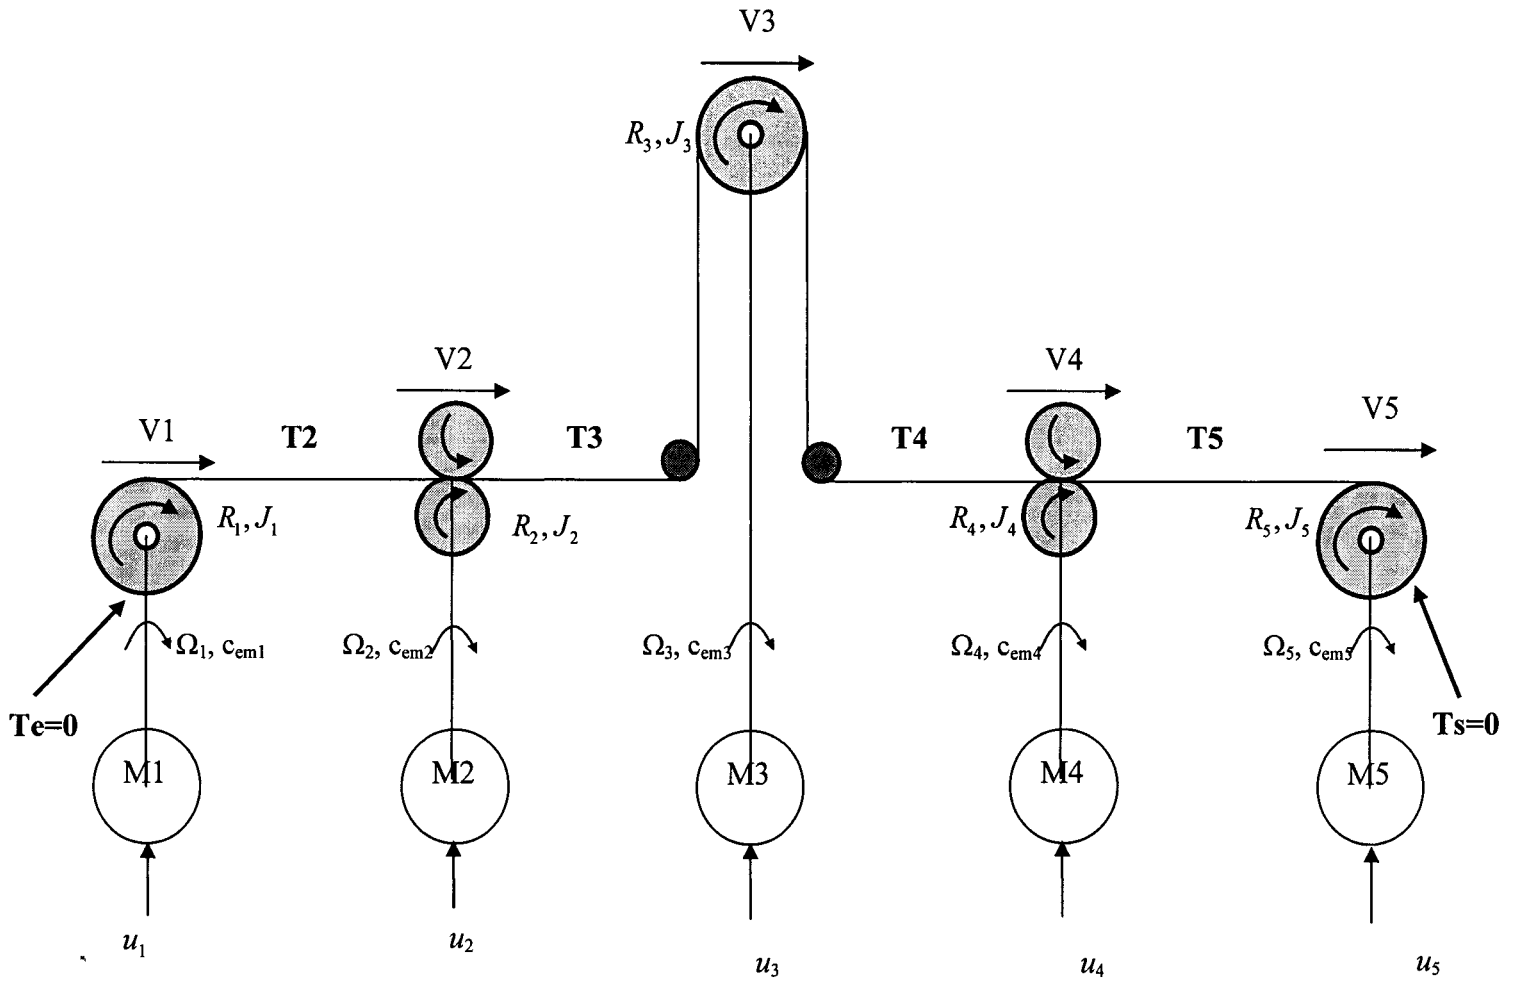 V3
R₃, J₃
V2
V4
V1
T2
T3
T4
T5
V5
R₁, J₁
R₂, J₂
R₄, J₄
R₅, J₅
Ω₁, cem1
Ω₂, cem2
Ω₃, cem3
Ω₄, cem4
Ω₅, cem5
Te=0
Ts=0
M1
M2
M3
M4
M5
u₁
u₂
u₃
u₄
u₅